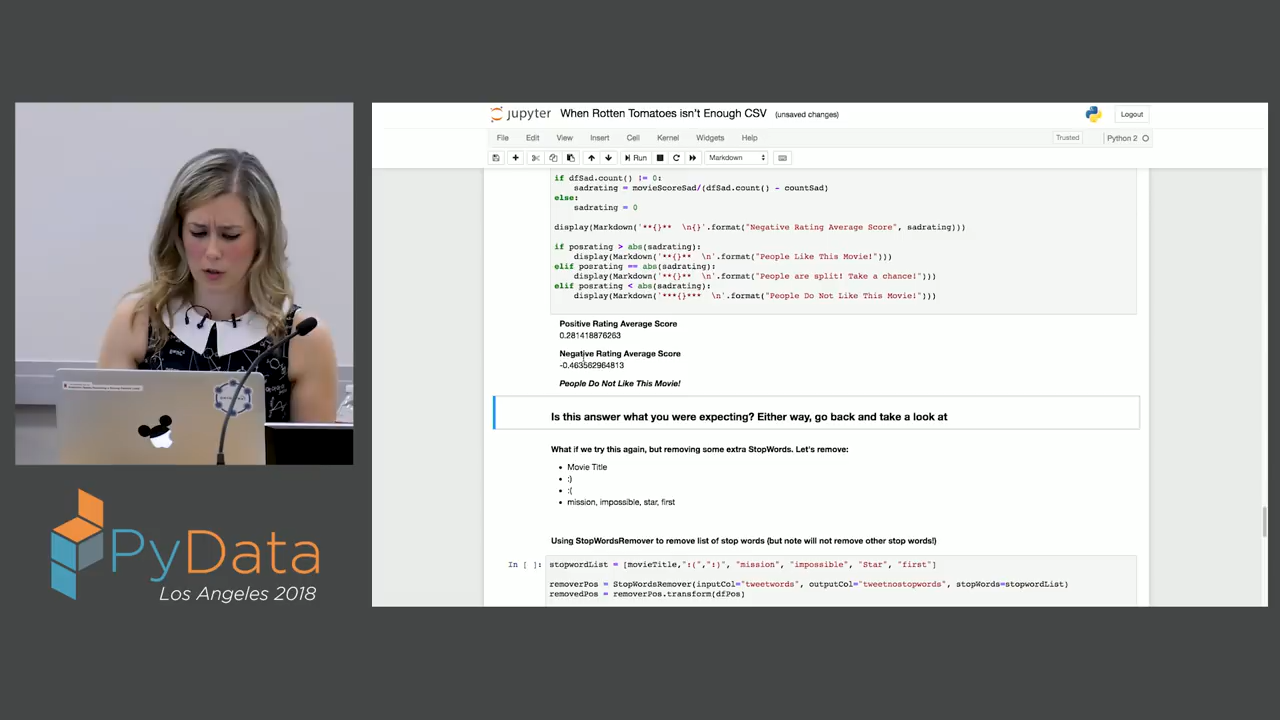 jupyter When Rotten Tomatoes isn't Enough CSV (unsaved changes) Logout
File Edit View Insert Cell Kernel Widgets Help Trusted Python 2
Run Markdown
if dfSad.count() != 0:
sadrating = movieScoreSad/(dfSad.count() - countSad)
else:
sadrating = 0
display(Markdown('**{}** \n{}'.format("Negative Rating Average Score", sadrating)))
if posrating > abs(sadrating):
display(Markdown('**{}** \n'.format("People Like This Movie!")))
elif posrating == abs(sadrating):
display(Markdown('**{}** \n'.format("People are split! Take a chance!")))
elif posrating < abs(sadrating):
display(Markdown('***{}*** \n'.format("People Do Not Like This Movie!")))
Positive Rating Average Score
0.281418876263
Negative Rating Average Score
-0.463562964813
People Do Not Like This Movie!
Is this answer what you were expecting? Either way, go back and take a look at
What if we try this again, but removing some extra StopWords. Let's remove:
• Movie Title
• :)
• :(
• mission, impossible, star, first
Using StopWordsRemover to remove list of stop words (but note will not remove other stop words!)
In [ ]: stopwordList = [movieTitle,":(",":)", "mission", "impossible", "Star", "first"]
removerPos = StopWordsRemover(inputCol="tweetwords", outputCol="tweetnostopwords", stopWords=stopwordList)
removedPos = removerPos.transform(dfPos)
PyData
Los Angeles 2018